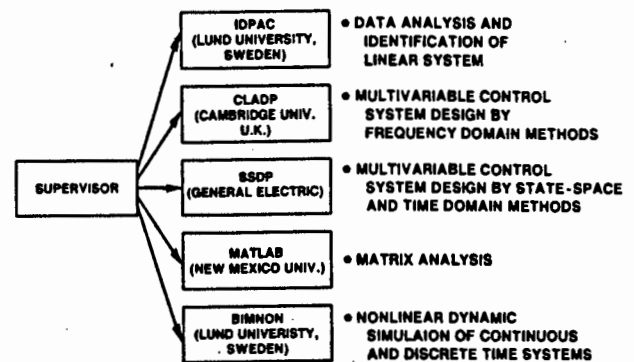 IDPAC
(LUND UNIVERSITY,
SWEDEN)
• DATA ANALYSIS AND
IDENTIFICATION OF
LINEAR SYSTEM
CLADP
(CAMBRIDGE UNIV.
U.K.)
• MULTIVARIABLE CONTROL
SYSTEM DESIGN BY
FREQUENCY DOMAIN METHODS
SUPERVISOR
SSDP
(GENERAL ELECTRIC)
• MULTIVARIABLE CONTROL
SYSTEM DESIGN BY STATE-SPACE
AND TIME DOMAIN METHODS
MATLAB
(NEW MEXICO UNIV.)
• MATRIX ANALYSIS
BIMNON
(LUND UNIVERISTY,
SWEDEN)
• NONLINEAR DYNAMIC
SIMULAION OF CONTINUOUS
AND DISCRETE TIME SYSTEMS